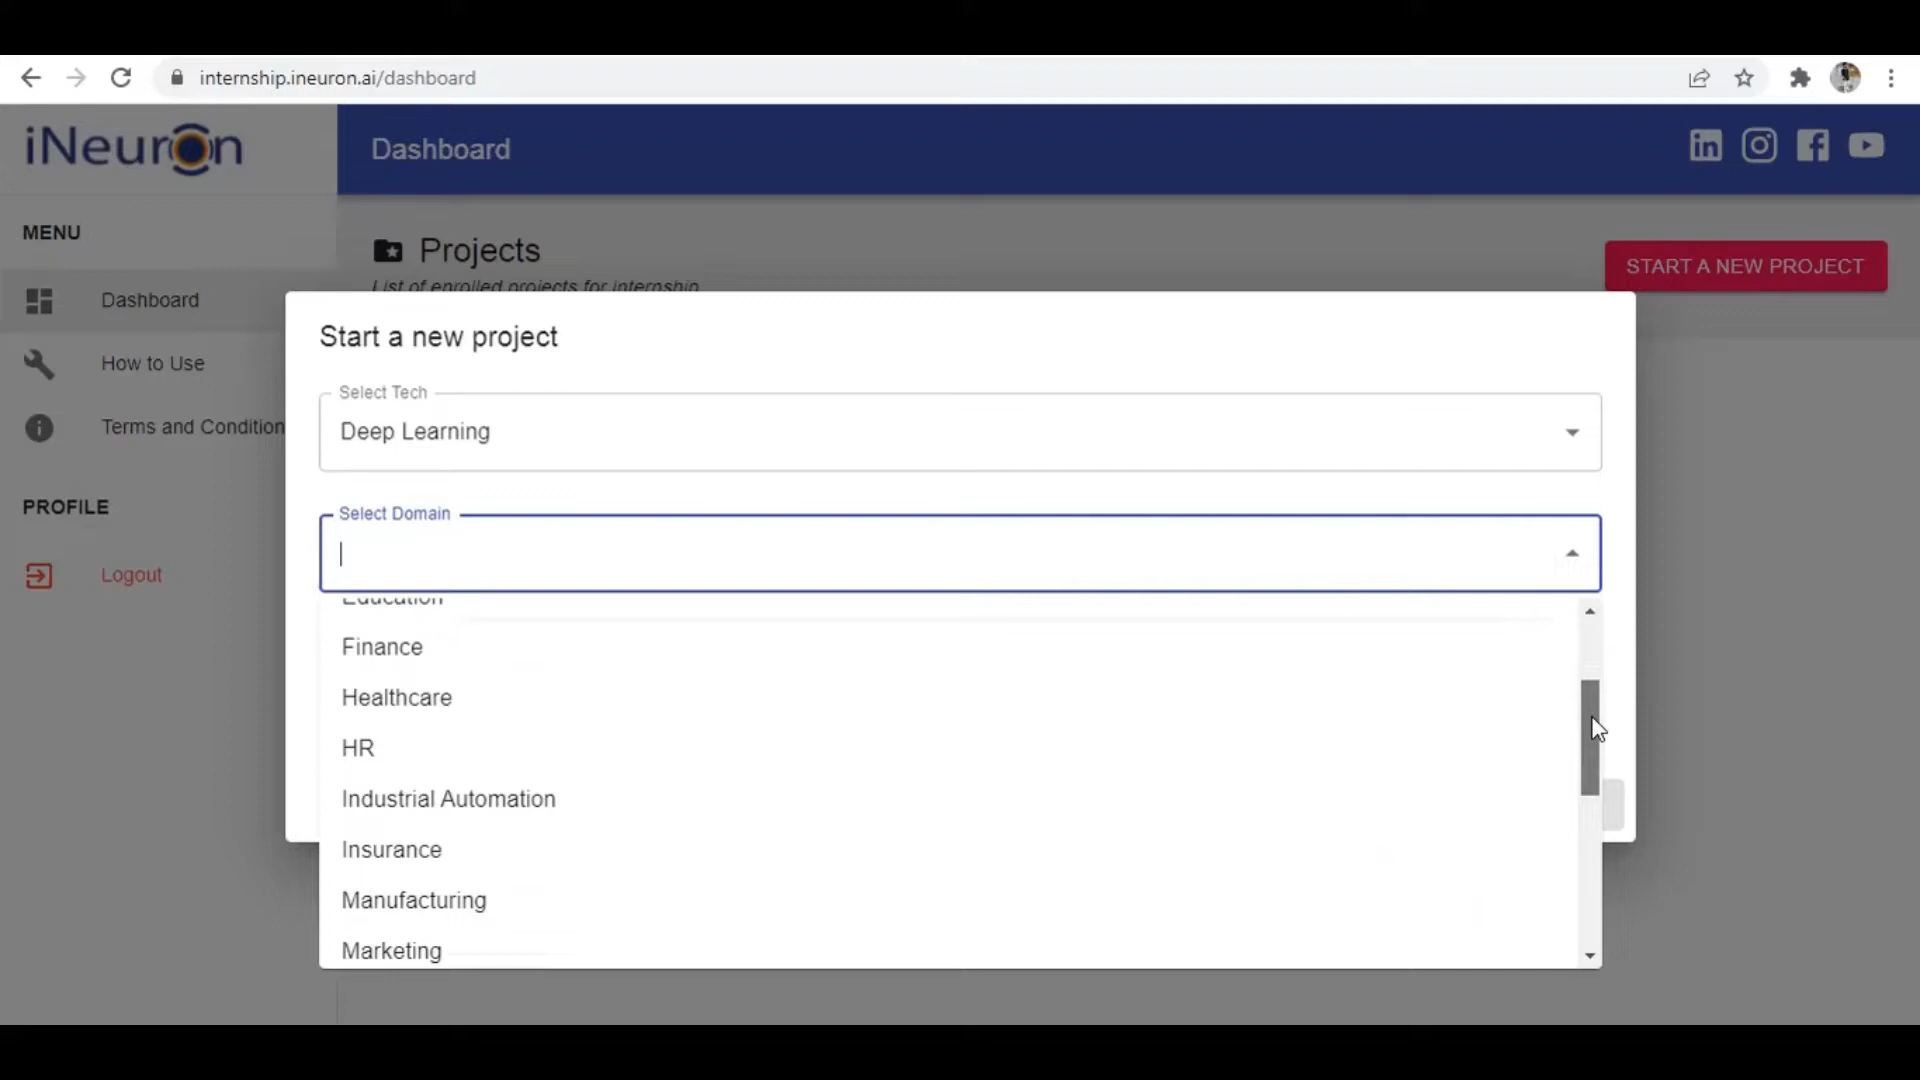 internship.ineuron.ai/dashboard
iNeuron
Dashboard
MENU
Projects
START A NEW PROJECT
List of enrolled projects for internship
Dashboard
Start a new project
How to Use
Select Tech
Deep Learning
Terms and Condition
PROFILE
Select Domain
Logout
Education
Finance
Healthcare
HR
Industrial Automation
Insurance
Manufacturing
Marketing